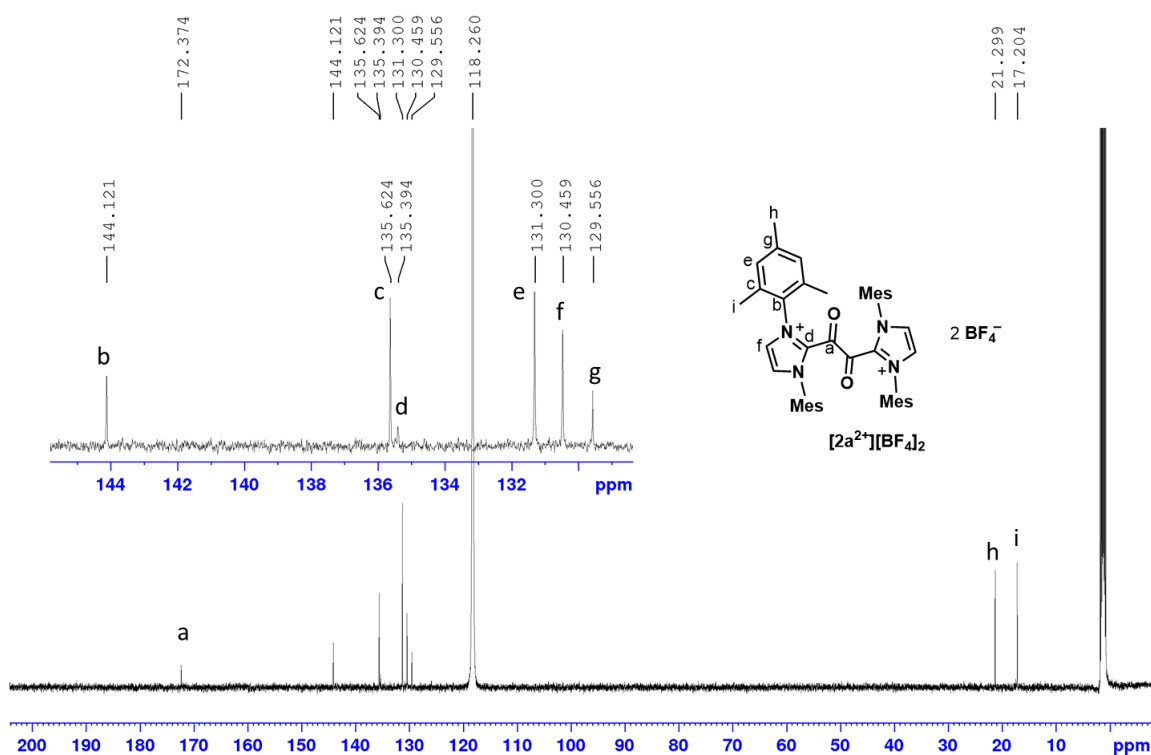 172.374
144.121
135.624
135.394
131.300
130.459
129.556
118.260
21.299
17.204
144.121
135.624
135.394
131.300
130.459
129.556
b
c
d
e
f
g
144 142 140 138 136 134 132 ppm
h
g
e
c
i
b
N
+
f
d
N
Mes
O
a
O
Mes
N
N
+
Mes
2 BF4−
[2a2+][BF4]2
a
h
i
200 190 180 170 160 150 140 130 120 110 100 90 80 70 60 50 40 30 20 10 ppm